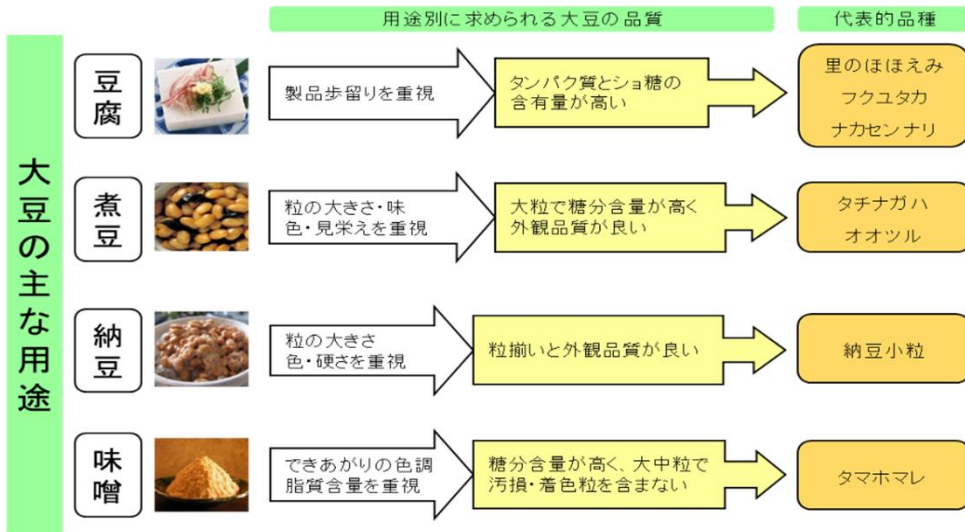 用途別に求められる大豆の品質
代表的品種
大豆の主な用途
豆腐
製品歩留りを重視
タンパク質とショ糖の
含有量が高い
里のほほえみ
フクユタカ
ナカセンナリ
煮豆
粒の大きさ・味
色・見栄えを重視
大粒で糖分含量が高く
外観品質が良い
タチナガハ
オオツル
納豆
粒の大きさ
色・硬さを重視
粒揃いと外観品質が良い
納豆小粒
味噌
できあがりの色調
脂質含量を重視
糖分含量が高く、大中粒で
汚損・着色粒を含まない
タマホマレ